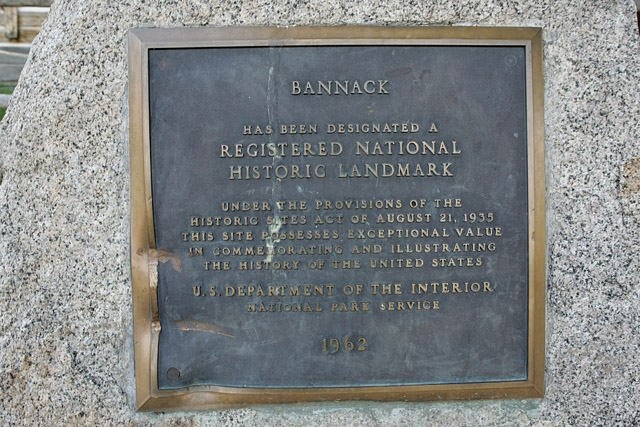 BANNACK
HAS BEEN DESIGNATED A
REGISTERED NATIONAL
HISTORIC LANDMARK
UNDER THE PROVISIONS OF THE
HISTORIC SITES ACT OF AUGUST 21, 1935
THIS SITE POSSESSES EXCEPTIONAL VALUE
IN COMMEMORATING AND ILLUSTRATING
THE HISTORY OF THE UNITED STATES
U.S. DEPARTMENT OF THE INTERIOR
NATIONAL PARK SERVICE
1962